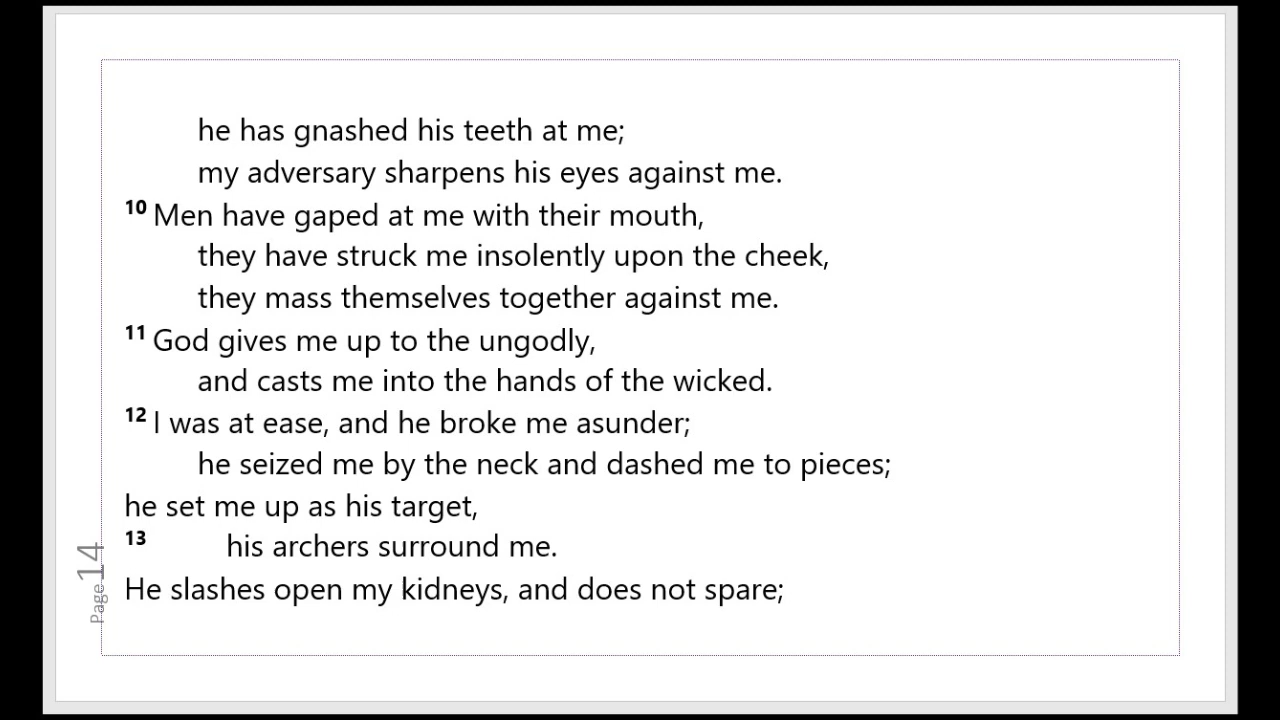 he has gnashed his teeth at me;
my adversary sharpens his eyes against me.
10 Men have gaped at me with their mouth,
they have struck me insolently upon the cheek,
they mass themselves together against me.
11 God gives me up to the ungodly,
and casts me into the hands of the wicked.
12 I was at ease, and he broke me asunder;
he seized me by the neck and dashed me to pieces;
he set me up as his target,
13 his archers surround me.
He slashes open my kidneys, and does not spare;
Page 14